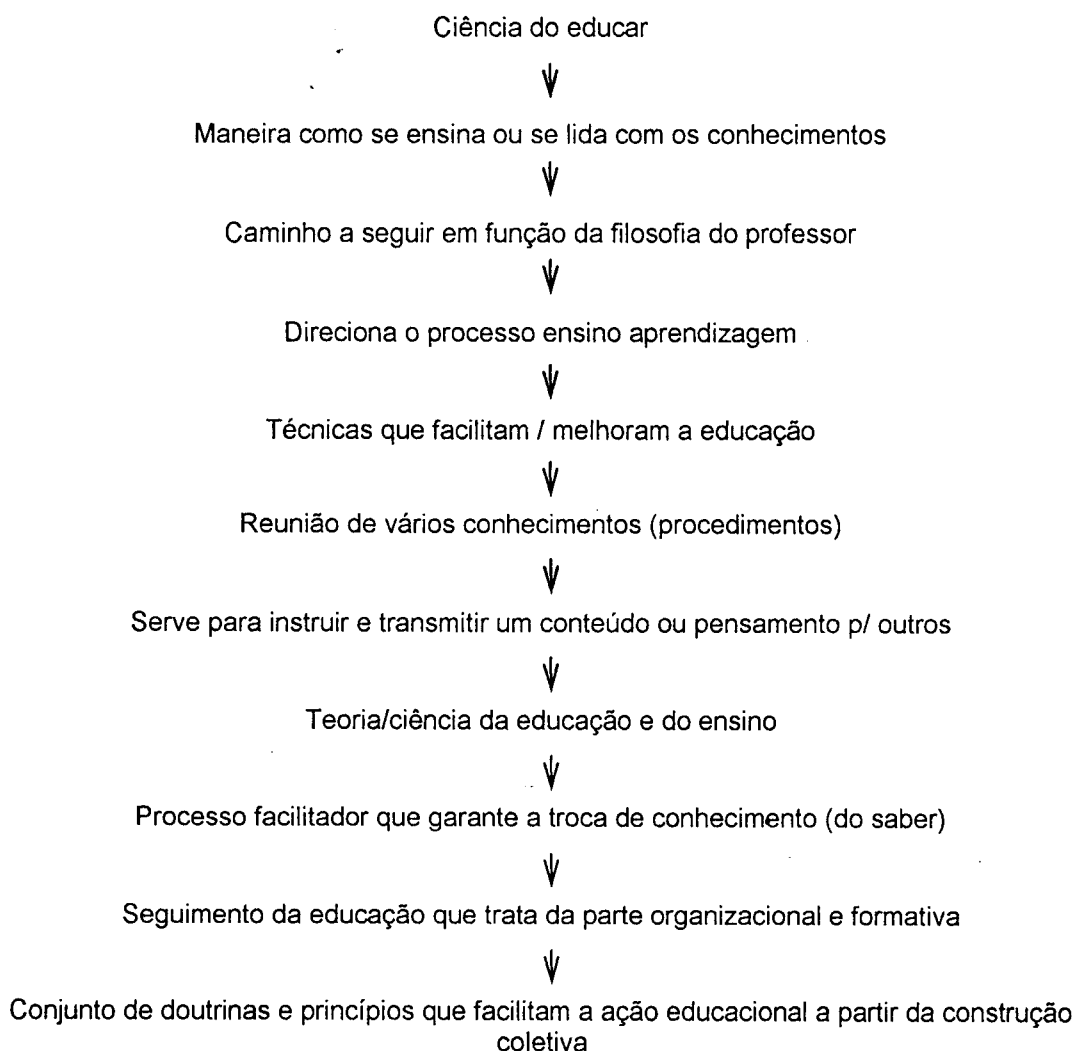 Ciência do educar
Maneira como se ensina ou se lida com os conhecimentos
Caminho a seguir em função da filosofia do professor
Direciona o processo ensino aprendizagem
Técnicas que facilitam / melhoram a educação
Reunião de vários conhecimentos (procedimentos)
Serve para instruir e transmitir um conteúdo ou pensamento p/ outros
Teoria/ciência da educação e do ensino
Processo facilitador que garante a troca de conhecimento (do saber)
Seguimento da educação que trata da parte organizacional e formativa
Conjunto de doutrinas e princípios que facilitam a ação educacional a partir da construção
coletiva